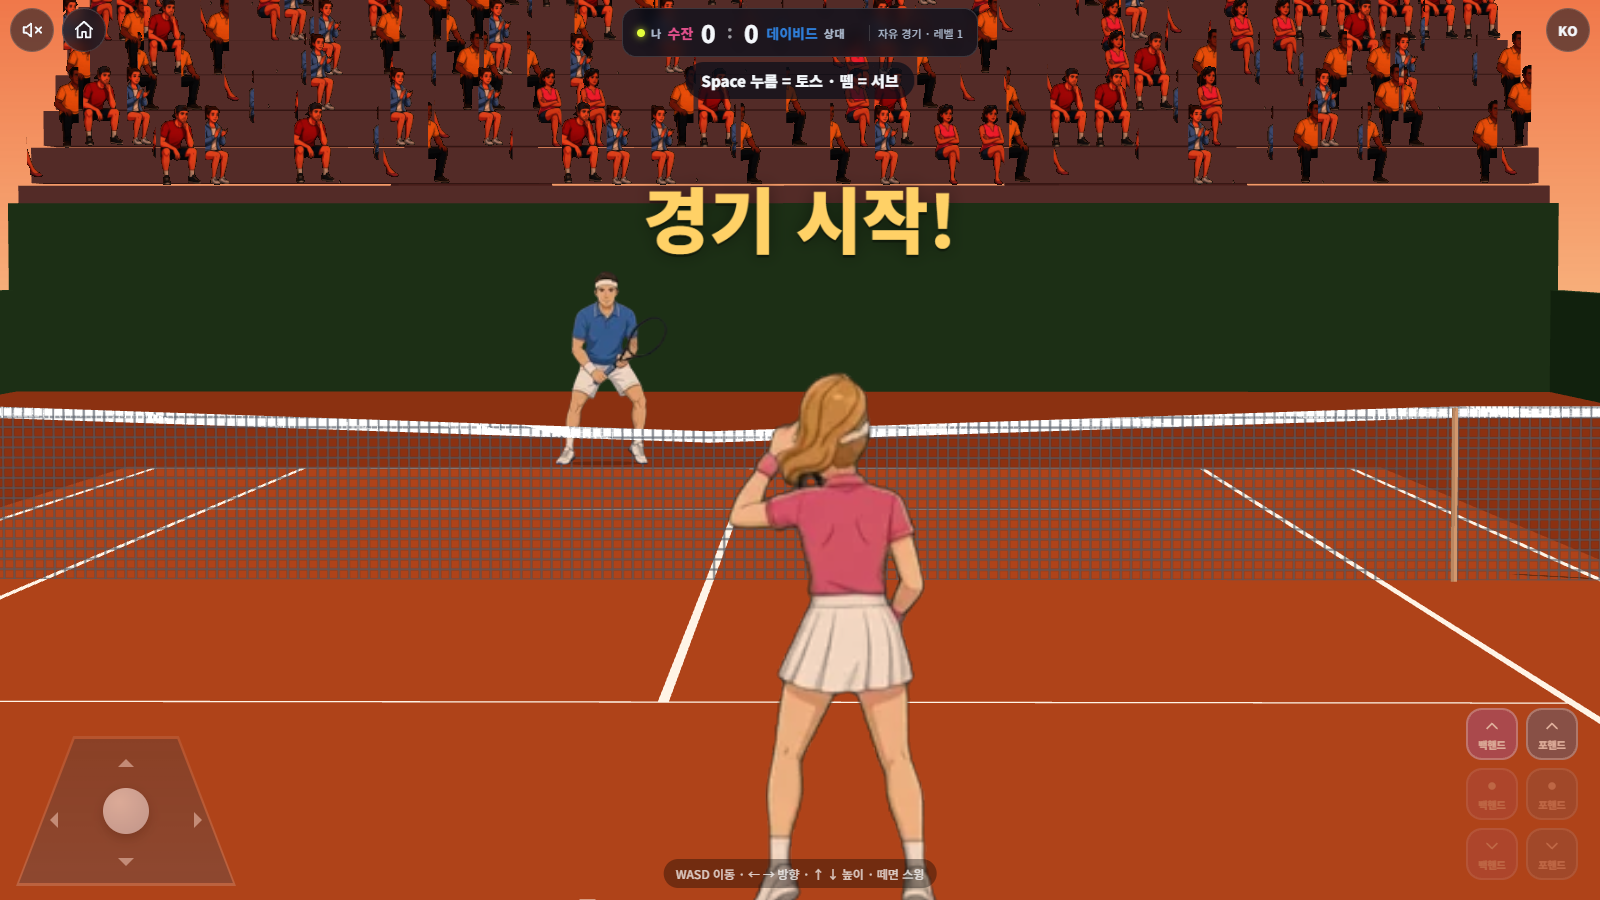 나 수잔 0 : 0 데이비드 상대 자유 경기 · 레벨 1
KO
Space 누름 = 토스 · 뗌 = 서브
경기 시작!
백핸드 포핸드
백핸드 포핸드
백핸드 포핸드
WASD 이동 · ←→ 방향 · ↑ ↓ 높이 · 떼면 스윙